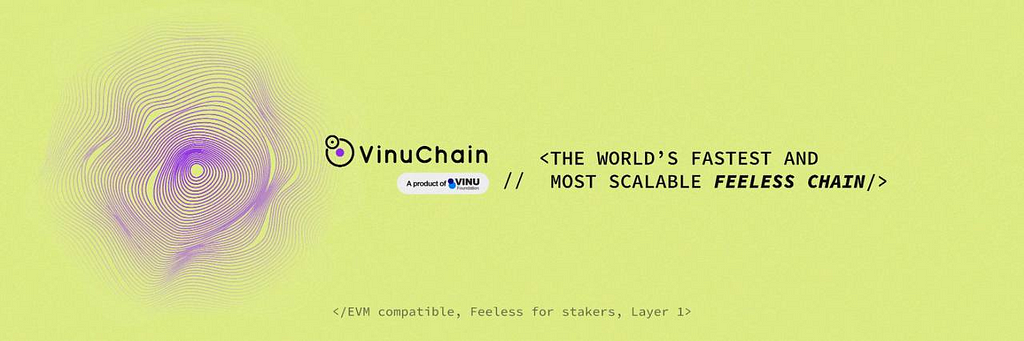 VinuChain
A product of VINU Foundation
// <THE WORLD’S FASTEST AND
MOST SCALABLE FEELESS CHAIN/>
</EVM compatible, Feeless for stakers, Layer 1>